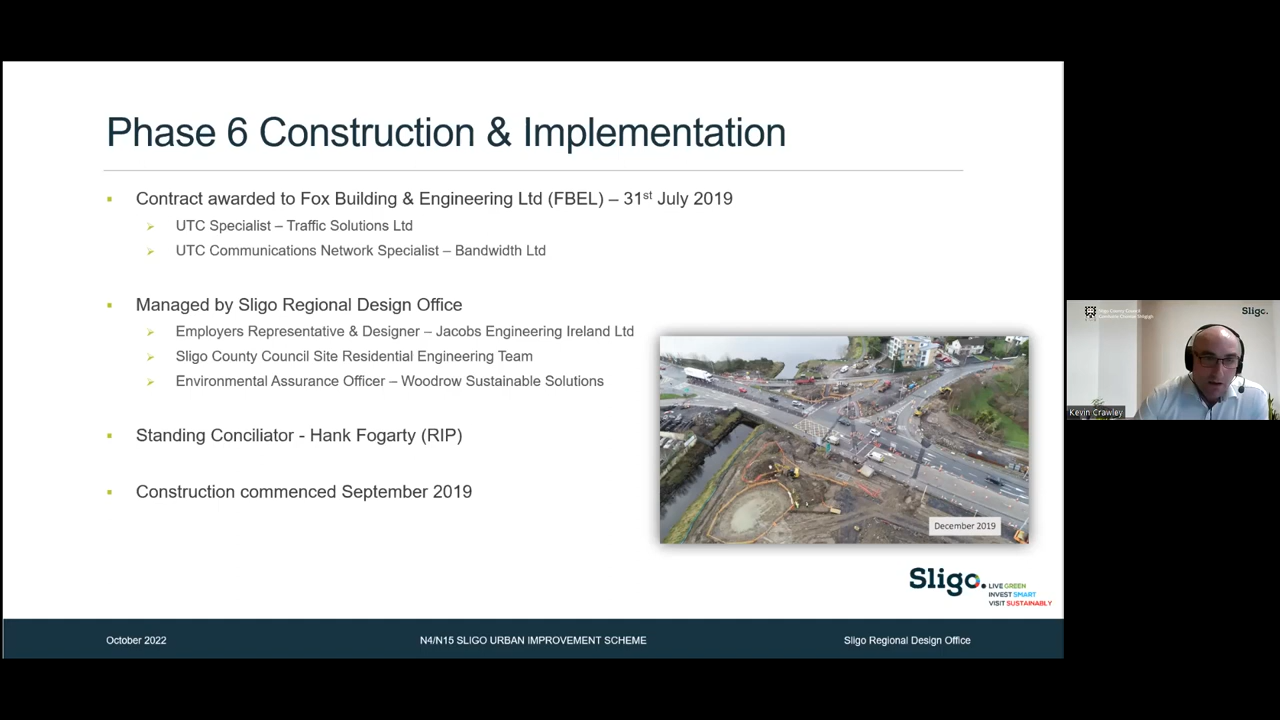 Phase 6 Construction & Implementation
Contract awarded to Fox Building & Engineering Ltd (FBEL) – 31st July 2019
UTC Specialist – Traffic Solutions Ltd
UTC Communications Network Specialist – Bandwidth Ltd
Managed by Sligo Regional Design Office
Employers Representative & Designer – Jacobs Engineering Ireland Ltd
Sligo County Council Site Residential Engineering Team
Environmental Assurance Officer – Woodrow Sustainable Solutions
Standing Conciliator - Hank Fogarty (RIP)
Construction commenced September 2019
December 2019
Sligo.
LIVE GREEN
INVEST SMART
VISIT SUSTAINABLY
October 2022
N4/N15 SLIGO URBAN IMPROVEMENT SCHEME
Sligo Regional Design Office
Sligo County Council
Sligo.
Kevin Crawley